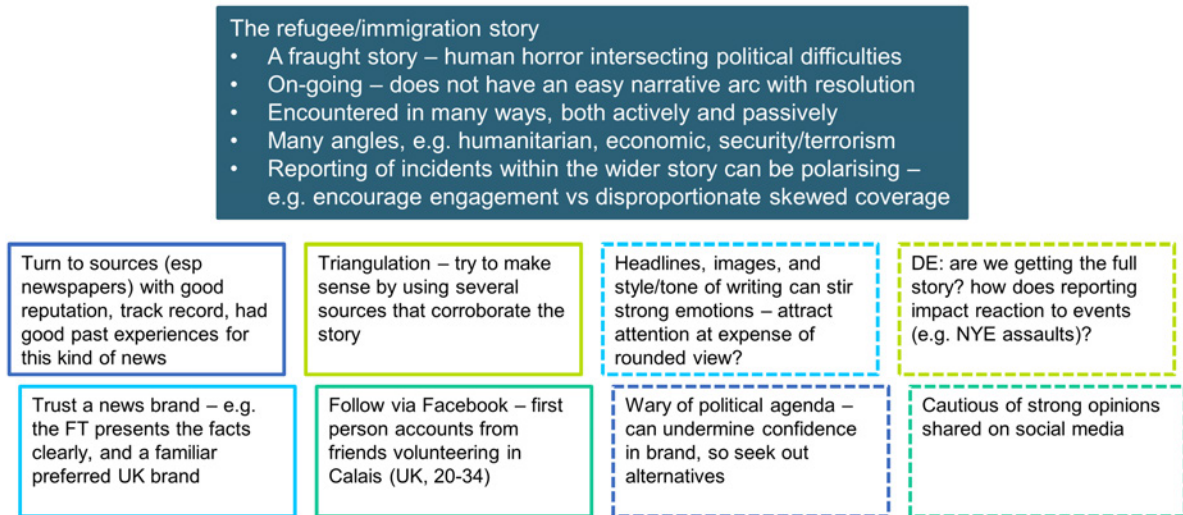 The refugee/immigration story
• A fraught story – human horror intersecting political difficulties
• On-going – does not have an easy narrative arc with resolution
• Encountered in many ways, both actively and passively
• Many angles, e.g. humanitarian, economic, security/terrorism
• Reporting of incidents within the wider story can be polarising –
e.g. encourage engagement vs disproportionate skewed coverage
Turn to sources (esp
newspapers) with good
reputation, track record, had
good past experiences for
this kind of news
Triangulation – try to make
sense by using several
sources that corroborate the
story
Headlines, images, and
style/tone of writing can stir
strong emotions – attract
attention at expense of
rounded view?
DE: are we getting the full
story? how does reporting
impact reaction to events
(e.g. NYE assaults)?
Trust a news brand – e.g.
the FT presents the facts
clearly, and a familiar
preferred UK brand
Follow via Facebook – first
person accounts from
friends volunteering in
Calais (UK, 20-34)
Wary of political agenda –
can undermine confidence
in brand, so seek out
alternatives
Cautious of strong opinions
shared on social media